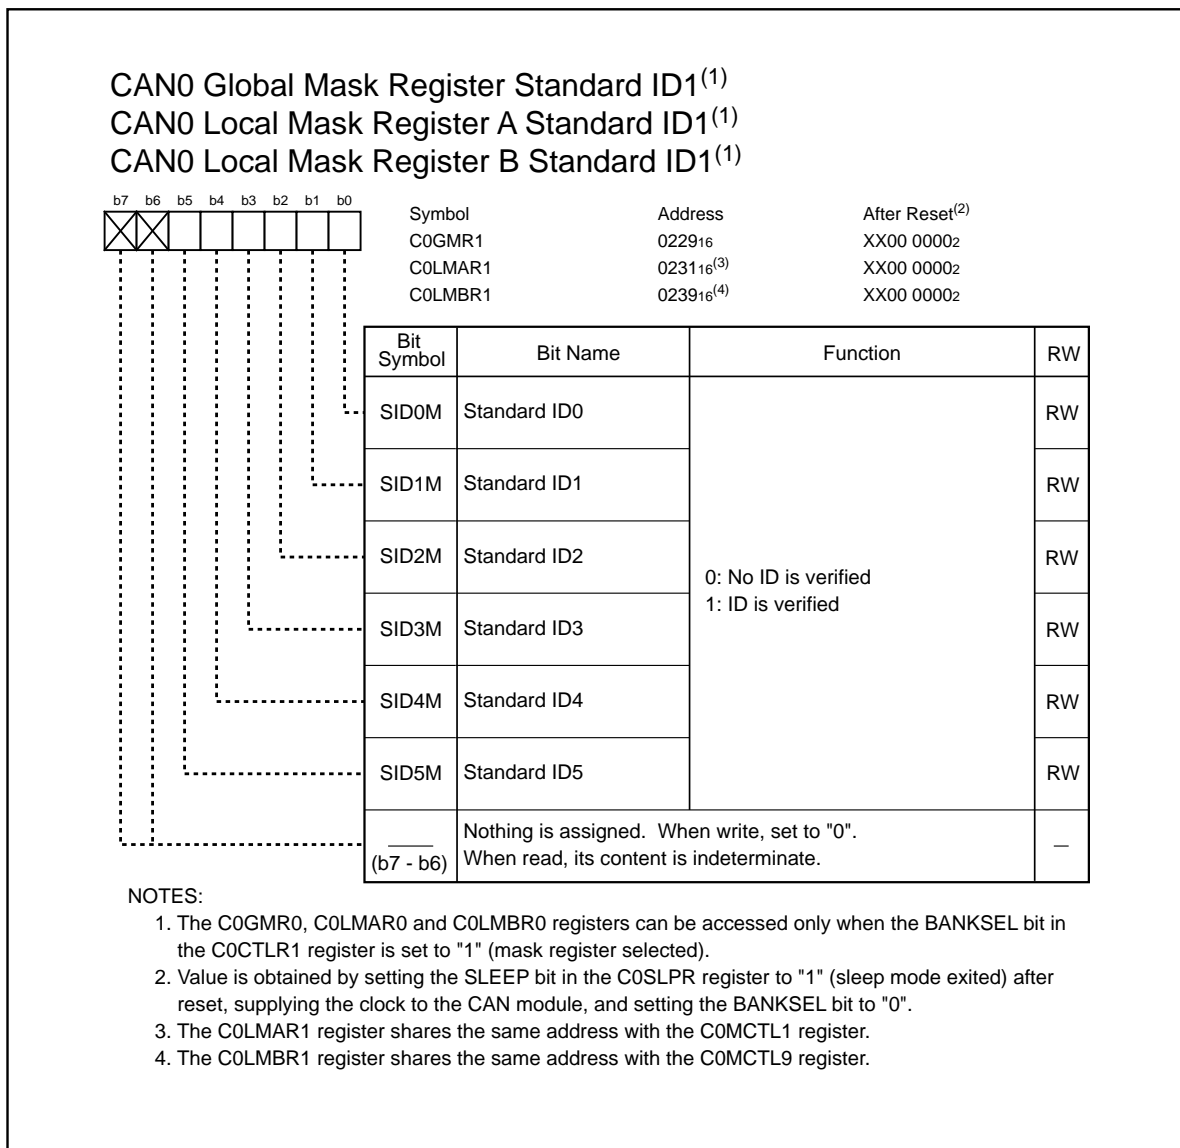 CAN0 Global Mask Register Standard ID1(1)
CAN0 Local Mask Register A Standard ID1(1)
CAN0 Local Mask Register B Standard ID1(1)
b7 b6 b5 b4 b3 b2 b1 b0
Symbol Address After Reset(2)
C0GMR1 022916 XX00 00002
C0LMAR1 023116(3) XX00 00002
C0LMBR1 023916(4) XX00 00002
Bit Symbol Bit Name Function RW
SID0M Standard ID0 RW
SID1M Standard ID1 RW
SID2M Standard ID2 RW
0: No ID is verified
1: ID is verified
SID3M Standard ID3 RW
SID4M Standard ID4 RW
SID5M Standard ID5 RW
(b7 - b6) Nothing is assigned. When write, set to "0".
When read, its content is indeterminate. —
NOTES:
1. The C0GMR0, C0LMAR0 and C0LMBR0 registers can be accessed only when the BANKSEL bit in
the C0CTLR1 register is set to "1" (mask register selected).
2. Value is obtained by setting the SLEEP bit in the C0SLPR register to "1" (sleep mode exited) after
reset, supplying the clock to the CAN module, and setting the BANKSEL bit to "0".
3. The C0LMAR1 register shares the same address with the C0MCTL1 register.
4. The C0LMBR1 register shares the same address with the C0MCTL9 register.